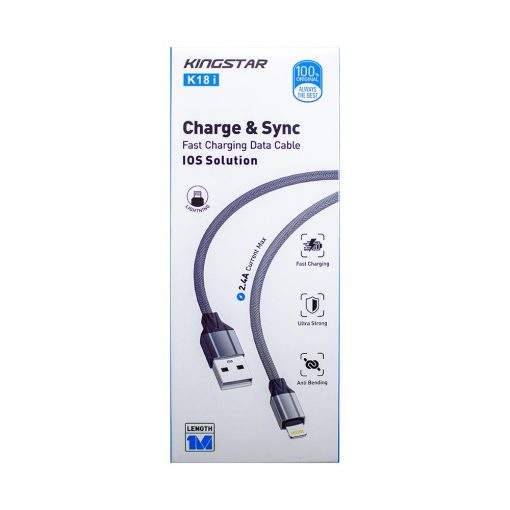 KINGSTAR
K18 i
100%
ORIGINAL
ALWAYS
THE BEST
Charge & Sync
Fast Charging Data Cable
IOS Solution
LIGHTNING
2.4A Current Max
Fast Charging
Ultra Strong
Anti Bending
LENGTH
1M